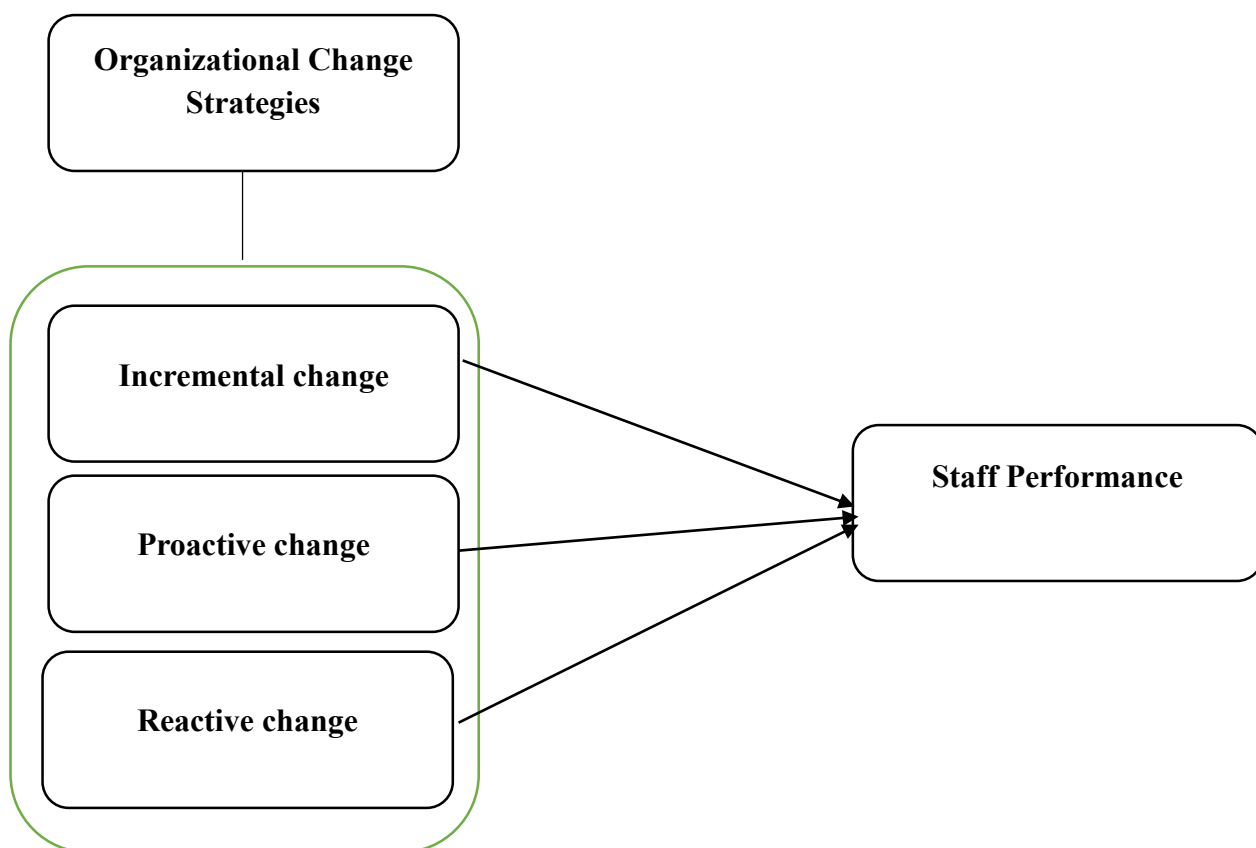 Organizational Change
Strategies
Incremental change
Proactive change
Staff Performance
Reactive change